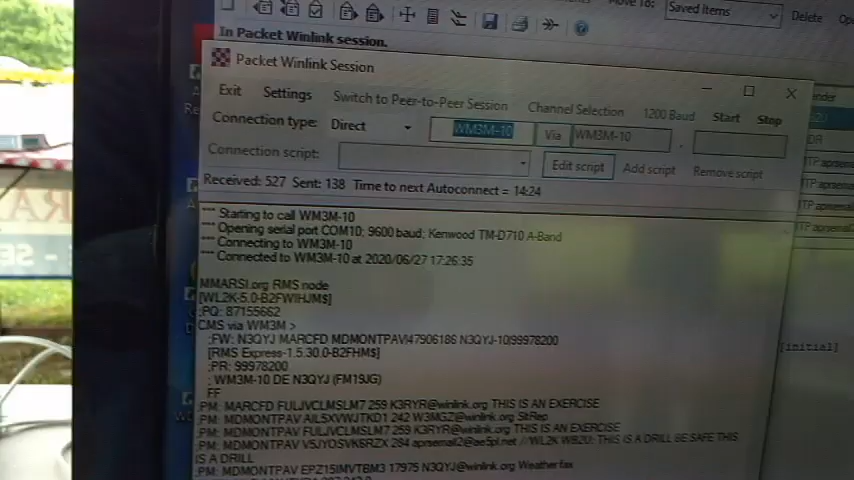 Move To: Saved Items Delete
In Packet Winlink session.
Packet Winlink Session
Exit Settings Switch to Peer-to-Peer Session Channel Selection 1200 Baud Start Stop
Connection type: Direct WM3M-10 Via WM3M-10 ,
Connection script: Edit script Add script Remove script
Received: 527 Sent: 138 Time to next Autoconnect = 14:24
*** Starting to call WM3M-10
*** Opening serial port COM10; 9600 baud; Kenwood TM-D710 A-Band
*** Connecting to WM3M-10
*** Connected to WM3M-10 at 2020/06/27 17:26:35
MMARSI.org RMS node
[WL2K-5.0-B2FWIHJM$]
;PQ: 87155662
CMS via WM3M >
;FW: N3QYJ MARCFD MDMONTPAV|47906186 N3QYJ-10|99978200
[RMS Express-1.5.30.0-B2FHM$]
;PR: 99978200
; WM3M-10 DE N3QYJ (FM19JG)
FF
;PM: MARCFD FULJVCLMSLM7 259 K3RYR@winlink.org THIS IS AN EXERCISE
;PM: MDMONTPAV AIL5XVWJTKD1 242 W3MGZ@winlink.org SitRep
;PM: MDMONTPAV FULJVCLMSLM7 259 K3RYR@winlink.org THIS IS AN EXERCISE
;PM: MDMONTPAV V5JYOSVK6RZX 284 aprsemail2@ae5pl.net //WL2K WB2U: THIS IS A DRILL BE SAFE THIS
IS A DRILL
;PM: MDMONTPAV EPZ15IMVTBM3 17975 N3QYJ@winlink.org Weatherfax
[initial]